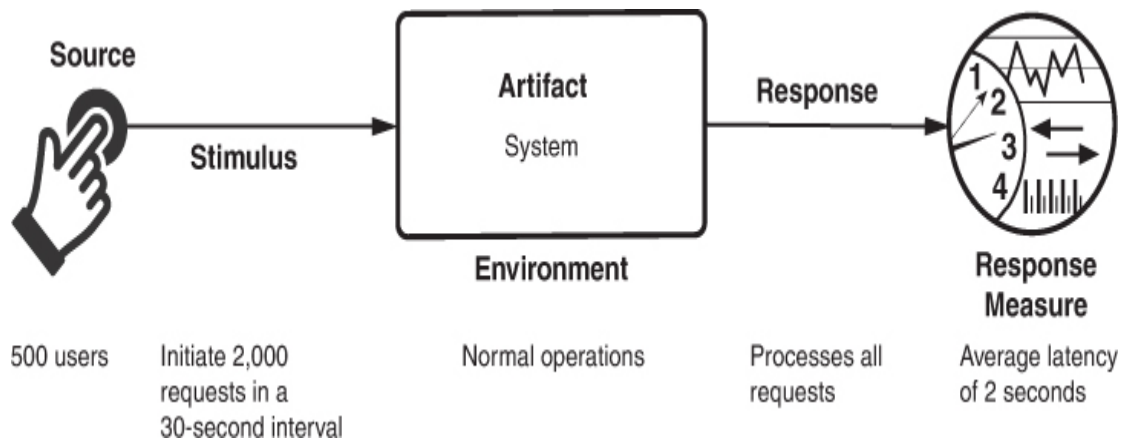 Source
Stimulus
Artifact
System
Environment
Response
1
2
3
4
Response
Measure
500 users
Initiate 2,000
requests in a
30-second interval
Normal operations
Processes all
requests
Average latency
of 2 seconds